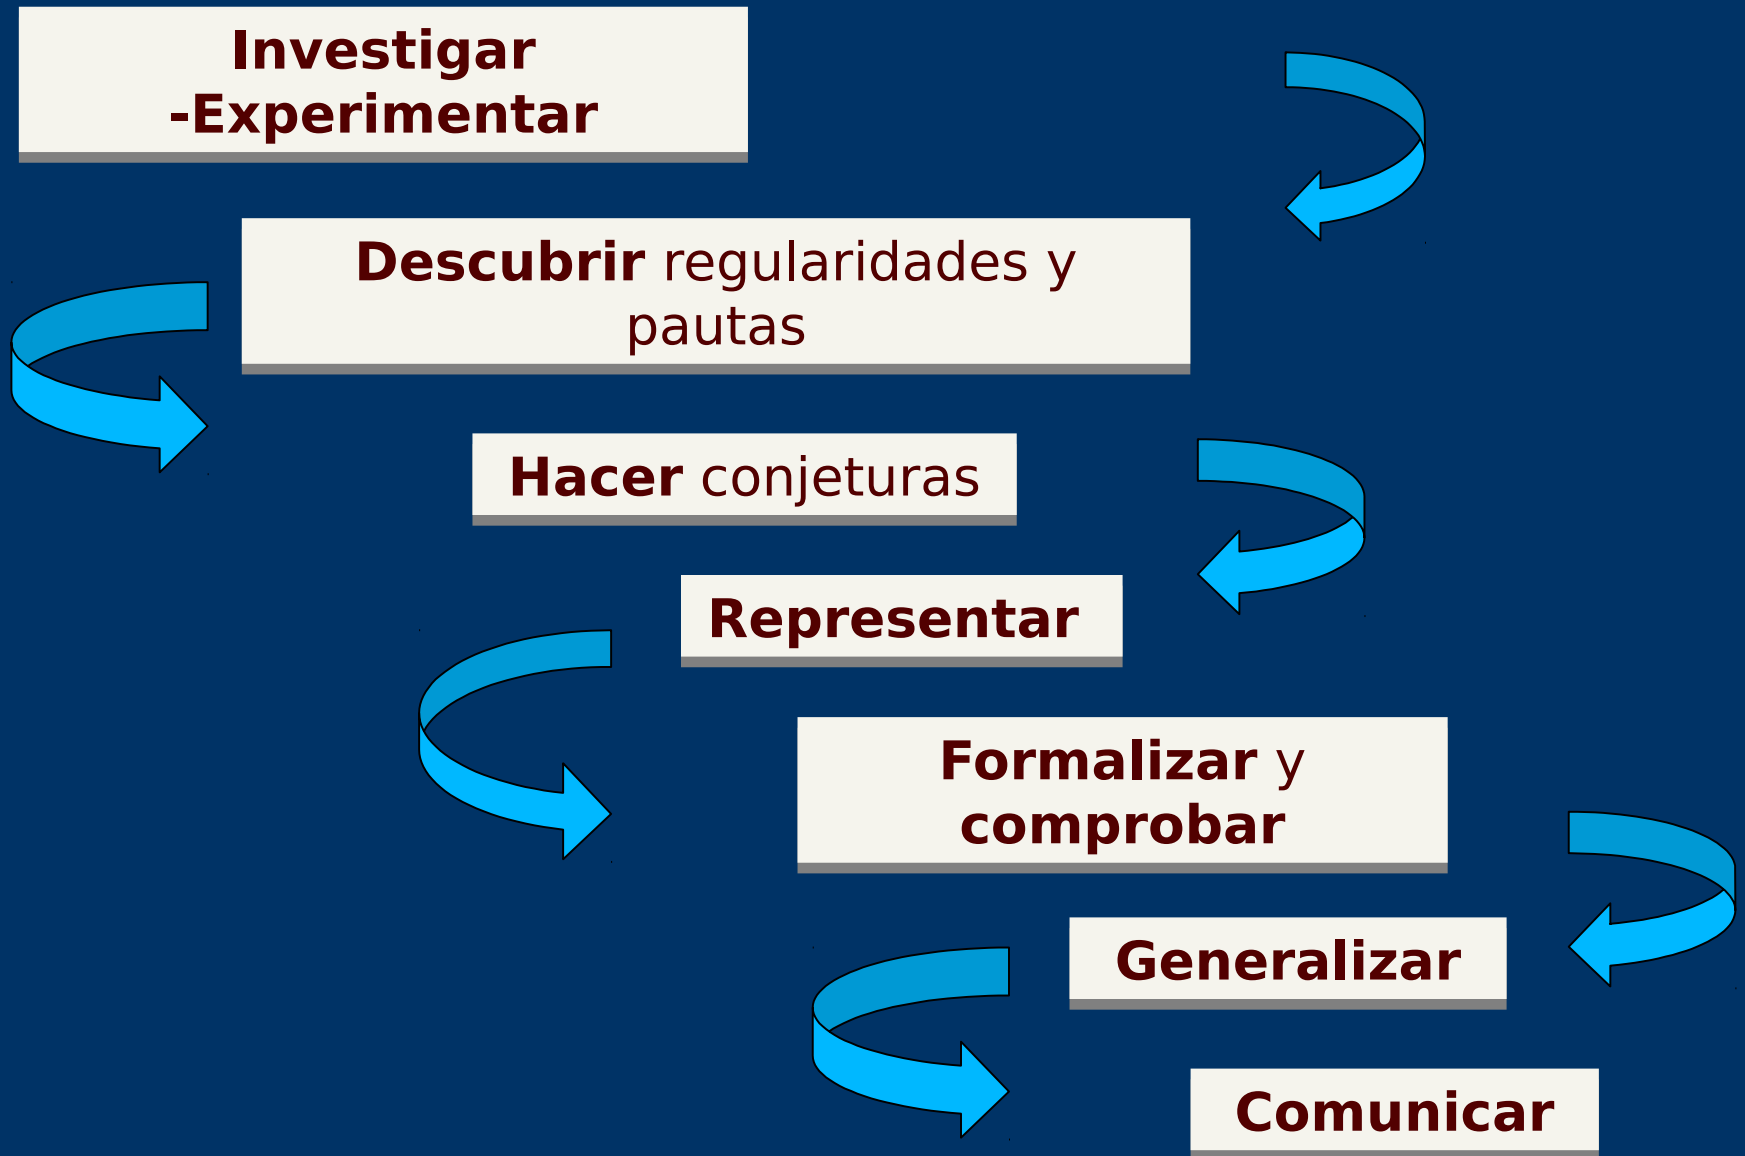 Investigar
-Experimentar
Descubrir regularidades y
pautas
Hacer conjeturas
Representar
Formalizar y
comprobar
Generalizar
Comunicar